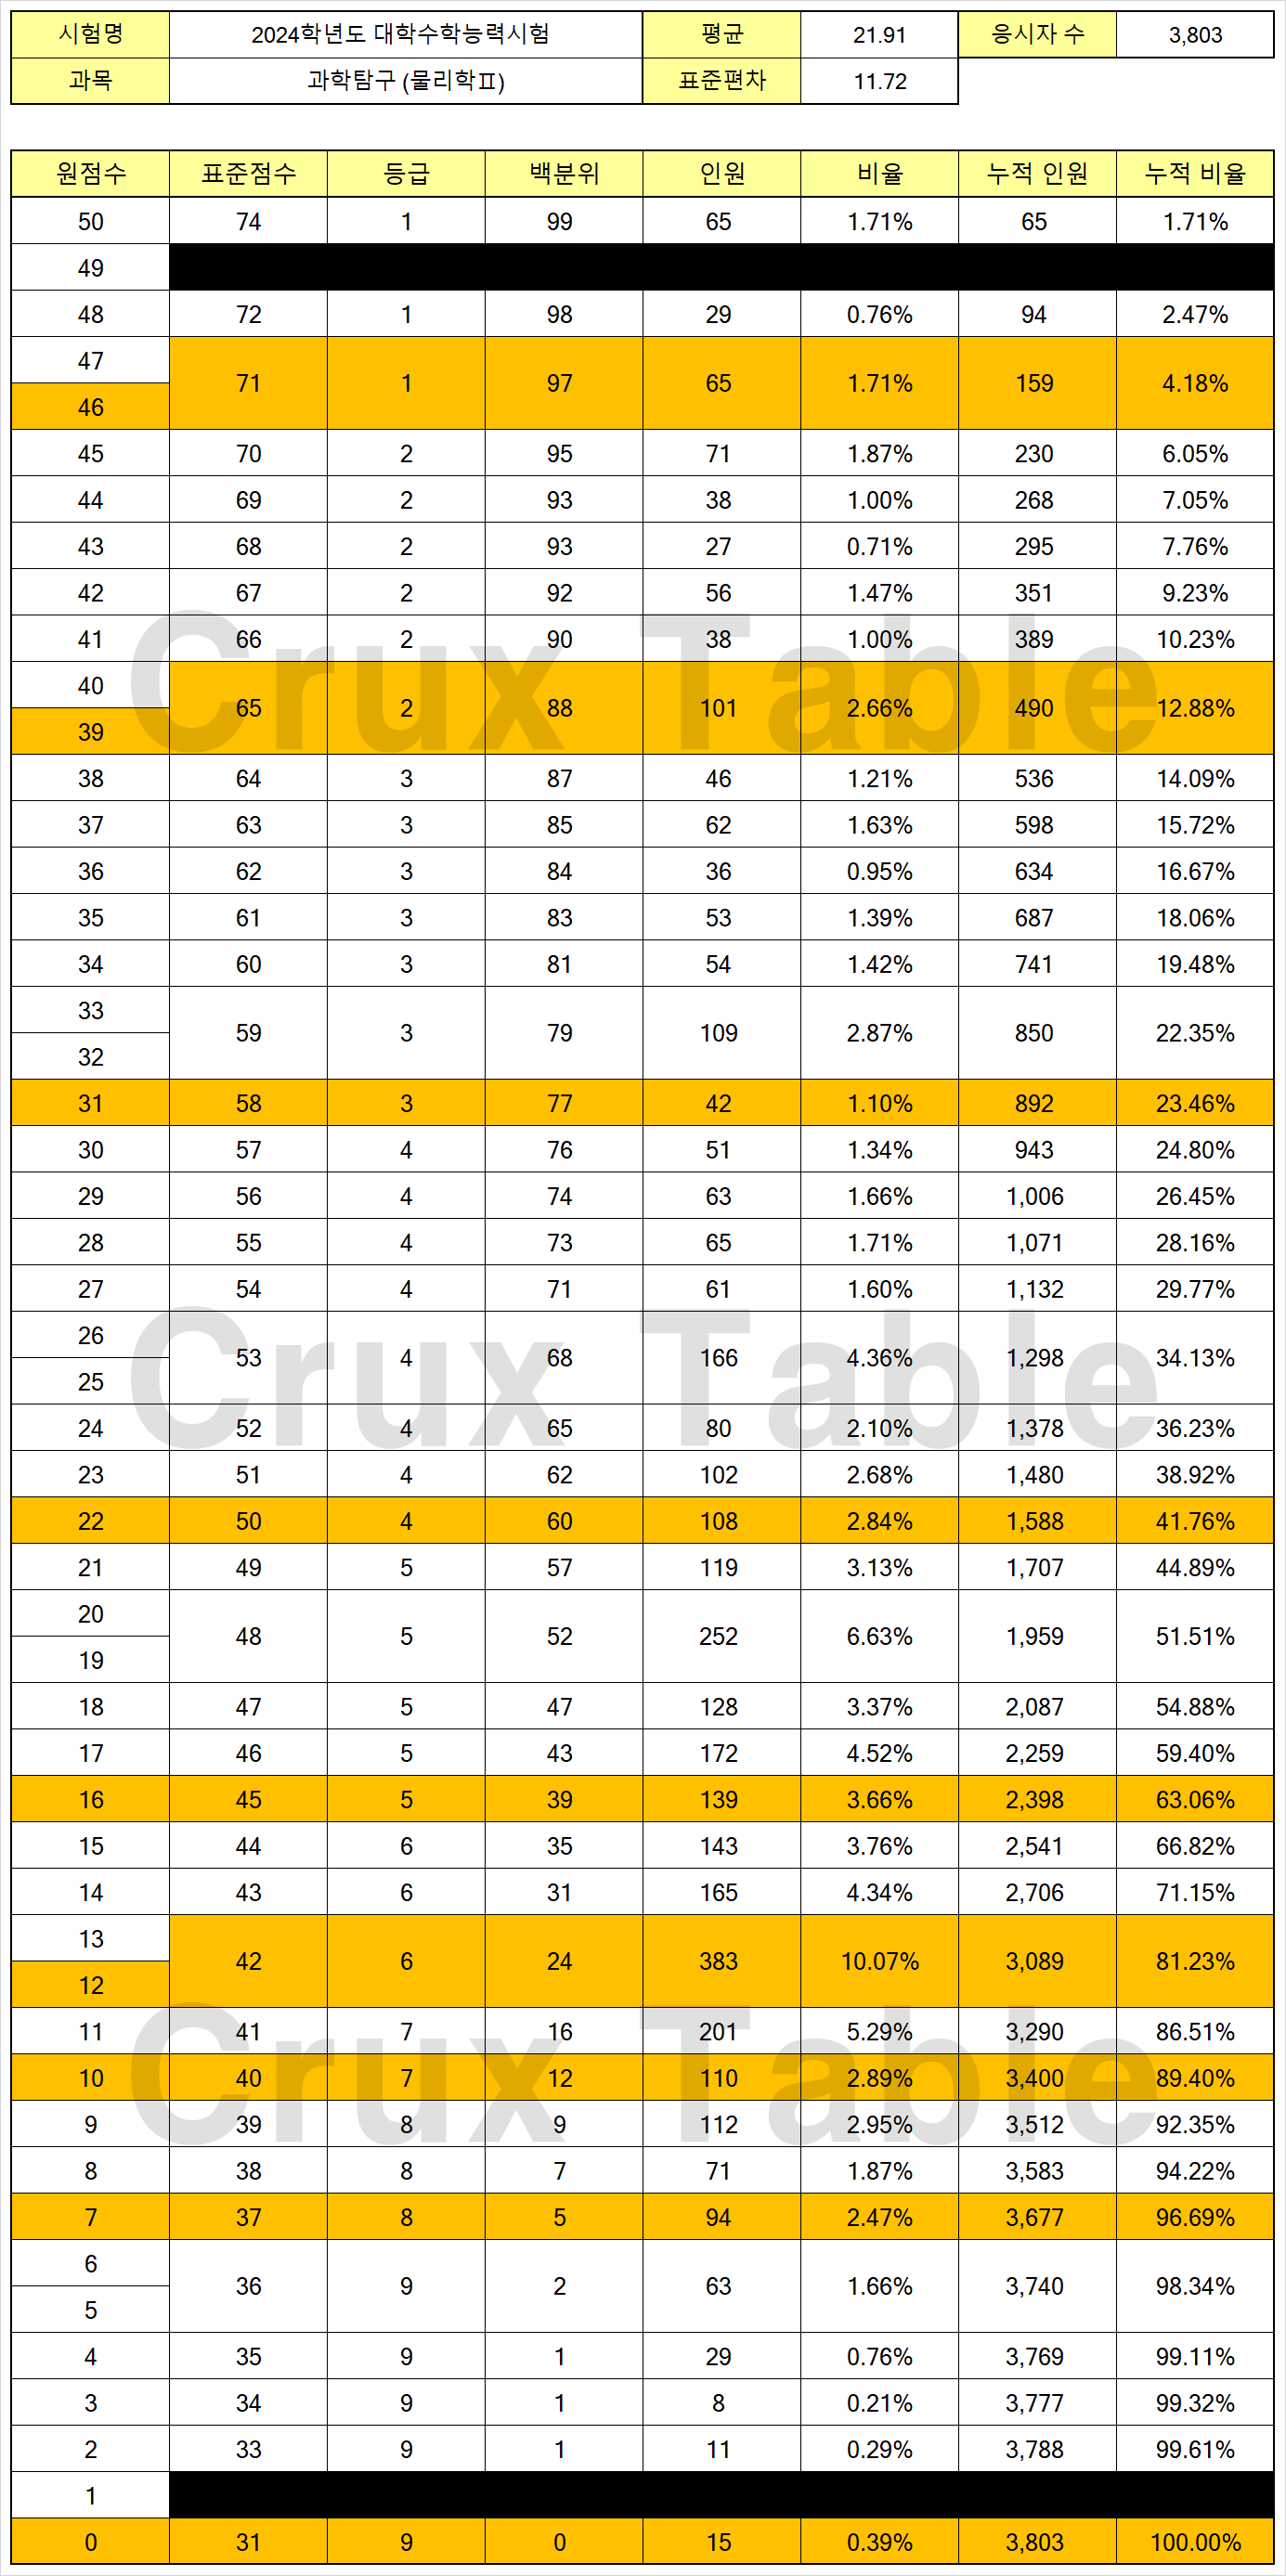 시험명 2024학년도 대학수학능력시험 평균 21.91 응시자 수 3,803
과목 과학탐구 (물리학Ⅱ) 표준편차 11.72
원점수 표준점수 등급 백분위 인원 비율 누적 인원 누적 비율
50 74 1 99 65 1.71% 65 1.71%
49
48 72 1 98 29 0.76% 94 2.47%
47
71 1 97 65 1.71% 159 4.18%
46
45 70 2 95 71 1.87% 230 6.05%
44 69 2 93 38 1.00% 268 7.05%
43 68 2 93 27 0.71% 295 7.76%
42 67 2 92 56 1.47% 351 9.23%
41 66 2 90 38 1.00% 389 10.23%
Crux Table
40
65 2 88 101 2.66% 490 12.88%
39
38 64 3 87 46 1.21% 536 14.09%
37 63 3 85 62 1.63% 598 15.72%
36 62 3 84 36 0.95% 634 16.67%
35 61 3 83 53 1.39% 687 18.06%
34 60 3 81 54 1.42% 741 19.48%
33
59 3 79 109 2.87% 850 22.35%
32
31 58 3 77 42 1.10% 892 23.46%
30 57 4 76 51 1.34% 943 24.80%
29 56 4 74 63 1.66% 1,006 26.45%
28 55 4 73 65 1.71% 1,071 28.16%
27 54 4 71 61 1.60% 1,132 29.77%
26
53 4 68 166 4.36% 1,298 34.13%
Crux Table
25
24 52 4 65 80 2.10% 1,378 36.23%
23 51 4 62 102 2.68% 1,480 38.92%
22 50 4 60 108 2.84% 1,588 41.76%
21 49 5 57 119 3.13% 1,707 44.89%
20
48 5 52 252 6.63% 1,959 51.51%
19
18 47 5 47 128 3.37% 2,087 54.88%
17 46 5 43 172 4.52% 2,259 59.40%
16 45 5 39 139 3.66% 2,398 63.06%
15 44 6 35 143 3.76% 2,541 66.82%
14 43 6 31 165 4.34% 2,706 71.15%
13
42 6 24 383 10.07% 3,089 81.23%
12
11 41 7 16 201 5.29% 3,290 86.51%
Crux Table
10 40 7 12 110 2.89% 3,400 89.40%
9 39 8 9 112 2.95% 3,512 92.35%
8 38 8 7 71 1.87% 3,583 94.22%
7 37 8 5 94 2.47% 3,677 96.69%
6
36 9 2 63 1.66% 3,740 98.34%
5
4 35 9 1 29 0.76% 3,769 99.11%
3 34 9 1 8 0.21% 3,777 99.32%
2 33 9 1 11 0.29% 3,788 99.61%
1
0 31 9 0 15 0.39% 3,803 100.00%